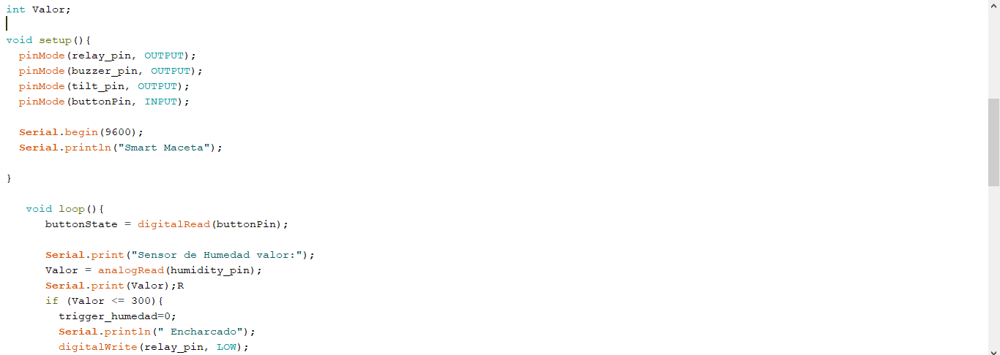 int Valor;
void setup(){
pinMode(relay_pin, OUTPUT);
pinMode(buzzer_pin, OUTPUT);
pinMode(tilt_pin, OUTPUT);
pinMode(buttonPin, INPUT);
Serial.begin(9600);
Serial.println("Smart Maceta");
}
void loop(){
buttonState = digitalRead(buttonPin);
Serial.print("Sensor de Humedad valor:");
Valor = analogRead(humidity_pin);
Serial.print(Valor);R
if (Valor <= 300){
trigger_humedad=0;
Serial.println(" Encharcado");
digitalWrite(relay_pin, LOW);